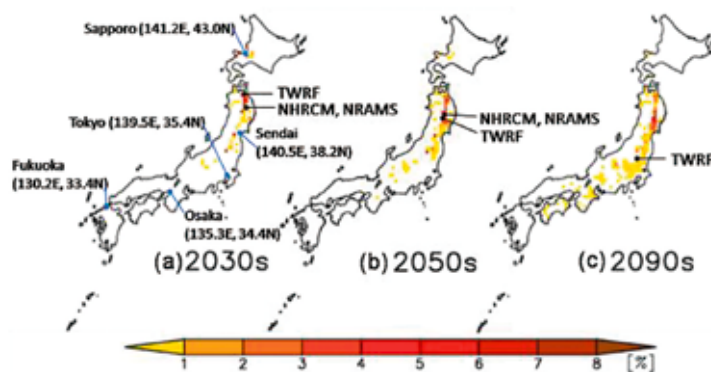 Sapporo (141.2E, 43.0N)
TWRF
NHRCM, NRAMS
Tokyo (139.5E, 35.4N)
Sendai
(140.5E, 38.2N)
Fukuoka
(130.2E, 33.4N)
Osaka
(135.3E, 34.4N)
(a)2030s
NHRCM, NRAMS
TWRF
(b)2050s
TWRF
(c)2090s
1 2 3 4 5 6 7 8 [%]